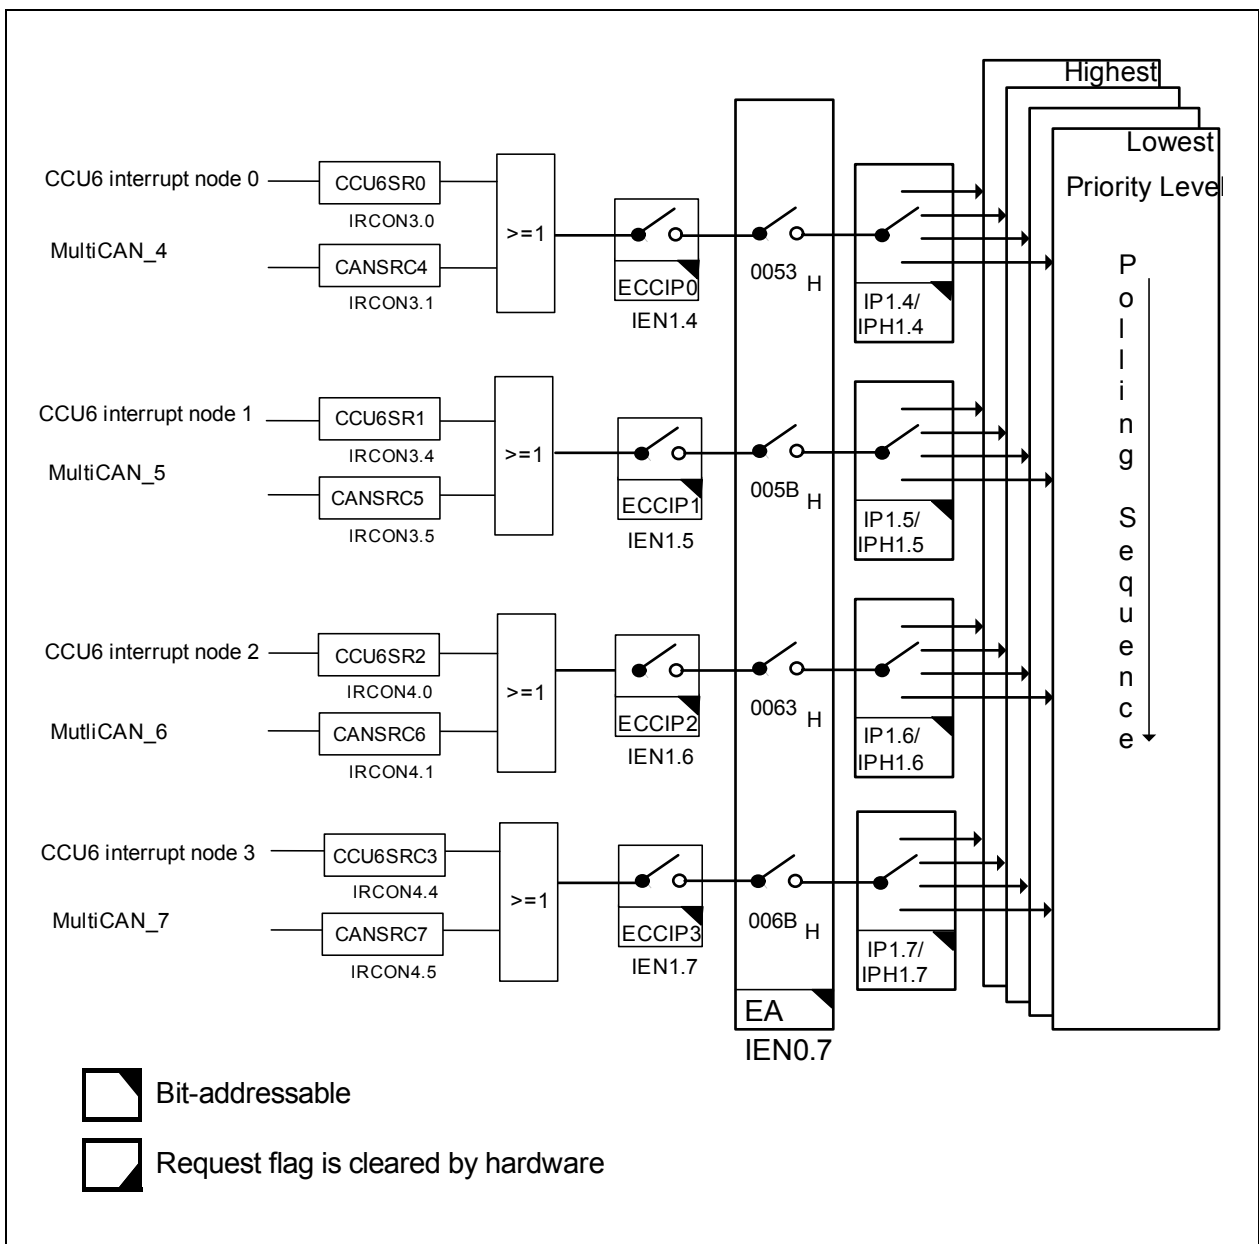 Highest
Lowest
Priority Level
Polling Sequence
CCU6 interrupt node 0
CCU6SR0
IRCON3.0
MultiCAN_4
CANSRC4
IRCON3.1
>=1
ECCIP0
IEN1.4
0053 H
IP1.4/
IPH1.4
CCU6 interrupt node 1
CCU6SR1
IRCON3.4
MultiCAN_5
CANSRC5
IRCON3.5
>=1
ECCIP1
IEN1.5
005B H
IP1.5/
IPH1.5
CCU6 interrupt node 2
CCU6SR2
IRCON4.0
MutliCAN_6
CANSRC6
IRCON4.1
>=1
ECCIP2
IEN1.6
0063 H
IP1.6/
IPH1.6
CCU6 interrupt node 3
CCU6SRC3
IRCON4.4
MultiCAN_7
CANSRC7
IRCON4.5
>=1
ECCIP3
IEN1.7
006B H
IP1.7/
IPH1.7
EA
IEN0.7
Bit-addressable
Request flag is cleared by hardware